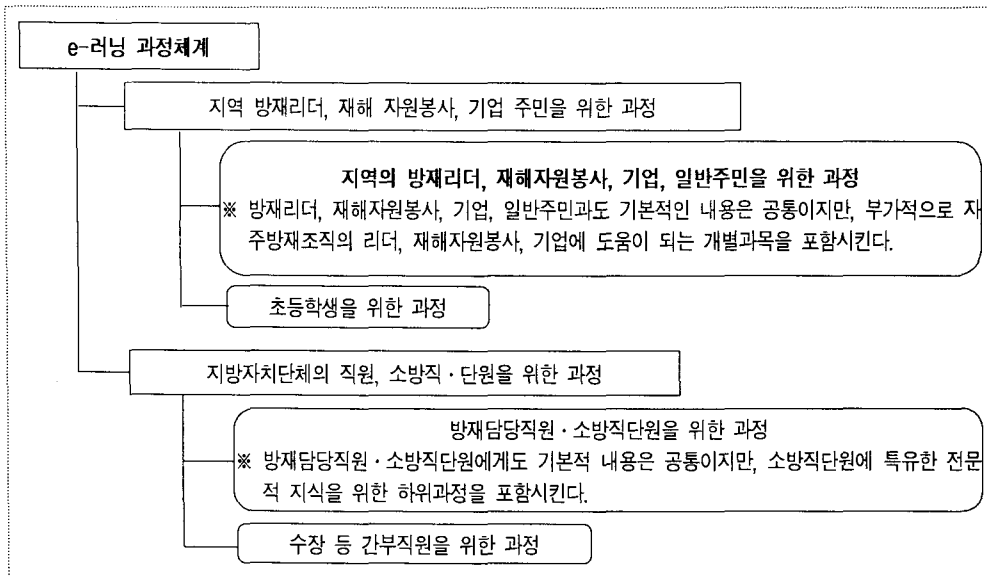 e-러닝 과정체계
지역 방재리더, 재해 자원봉사, 기업 주민을 위한 과정
지역의 방재리더, 재해자원봉사, 기업, 일반주민을 위한 과정
※ 방재리더, 재해자원봉사, 기업, 일반주민과도 기본적인 내용은 공통이지만, 부가적으로 자
주방재조직의 리더, 재해자원봉사, 기업에 도움이 되는 개별과목을 포함시킨다.
초등학생을 위한 과정
지방자치단체의 직원, 소방직·단원을 위한 과정
방재담당직원·소방직단원을 위한 과정
※ 방재담당직원·소방직단원에게도 기본적 내용은 공통이지만, 소방직단원에 특유한 전문
적 지식을 위한 하위과정을 포함시킨다.
수장 등 간부직원을 위한 과정